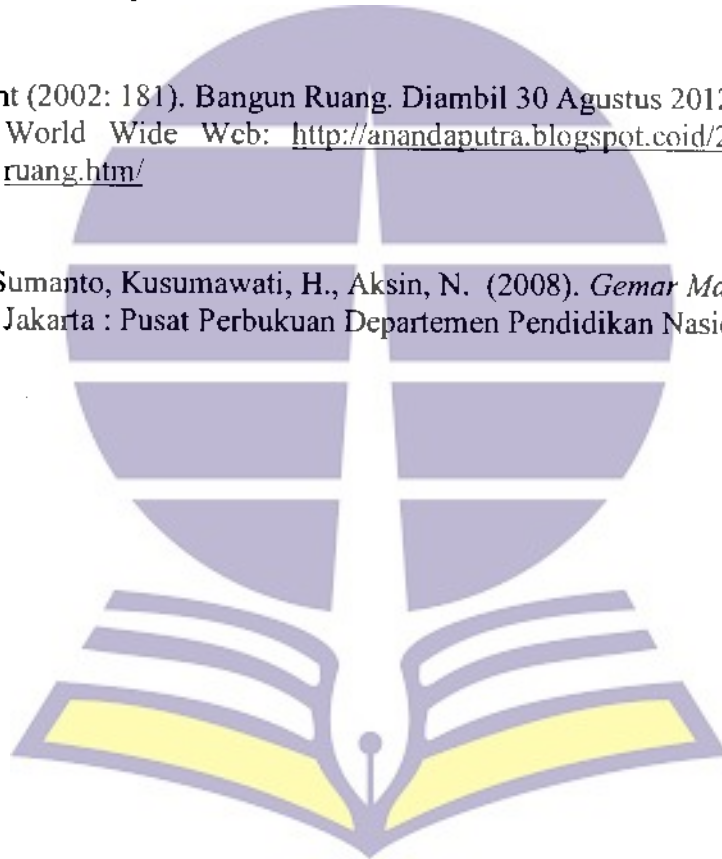 nt (2002: 181). Bangun Ruang. Diambil 30 Agustus 2012
World Wide Web: http://anandaputra.blogspot.coid/2
ruang.htm/
Sumanto, Kusumawati, H., Aksin, N. (2008). Gemar Ma
Jakarta : Pusat Perbukuan Departemen Pendidikan Nasi